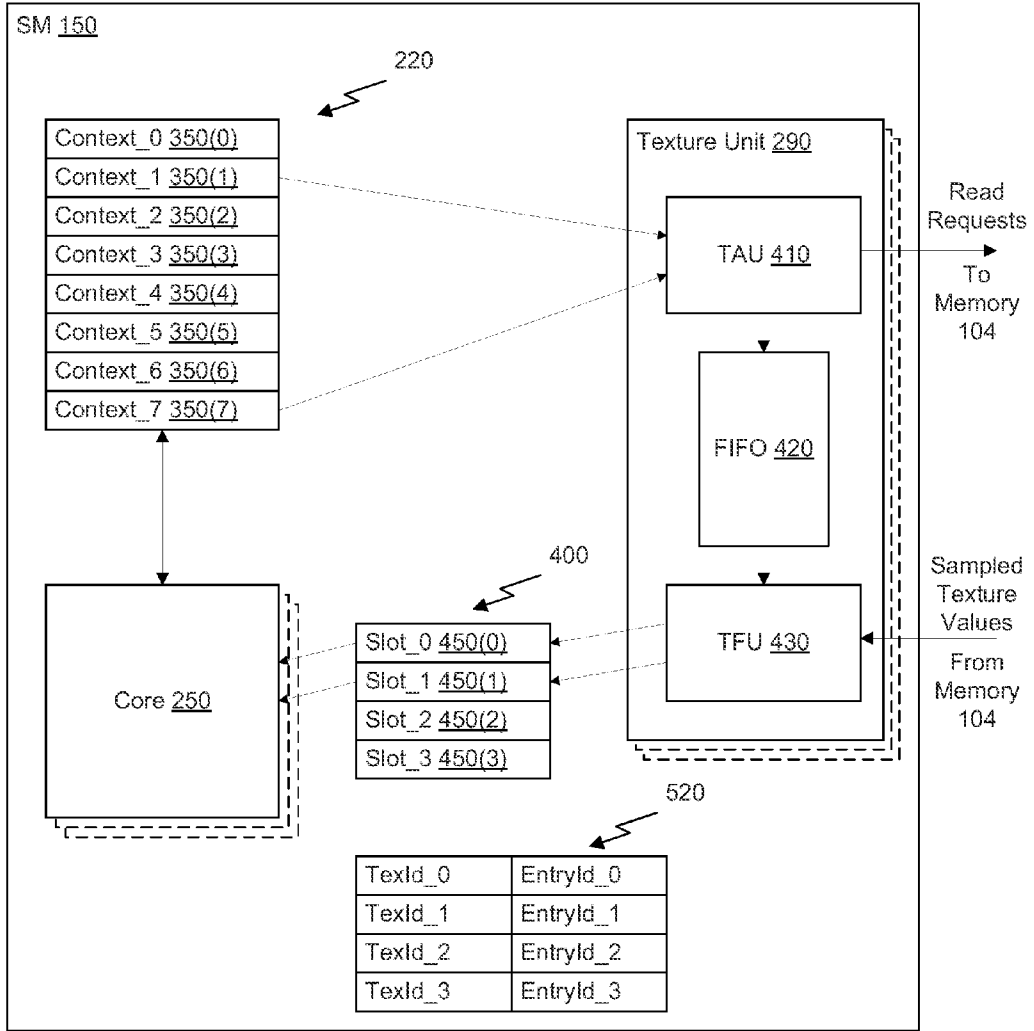 SM 150
220
Context_0 350(0)
Context_1 350(1)
Context_2 350(2)
Context_3 350(3)
Context_4 350(4)
Context_5 350(5)
Context_6 350(6)
Context_7 350(7)
Texture Unit 290
TAU 410
Read
Requests
To
Memory
104
FIFO 420
400
Sampled
Texture
Values
From
Memory
104
TFU 430
Slot_0 450(0)
Slot_1 450(1)
Slot_2 450(2)
Slot_3 450(3)
Core 250
520
TexId_0 EntryId_0
TexId_1 EntryId_1
TexId_2 EntryId_2
TexId_3 EntryId_3